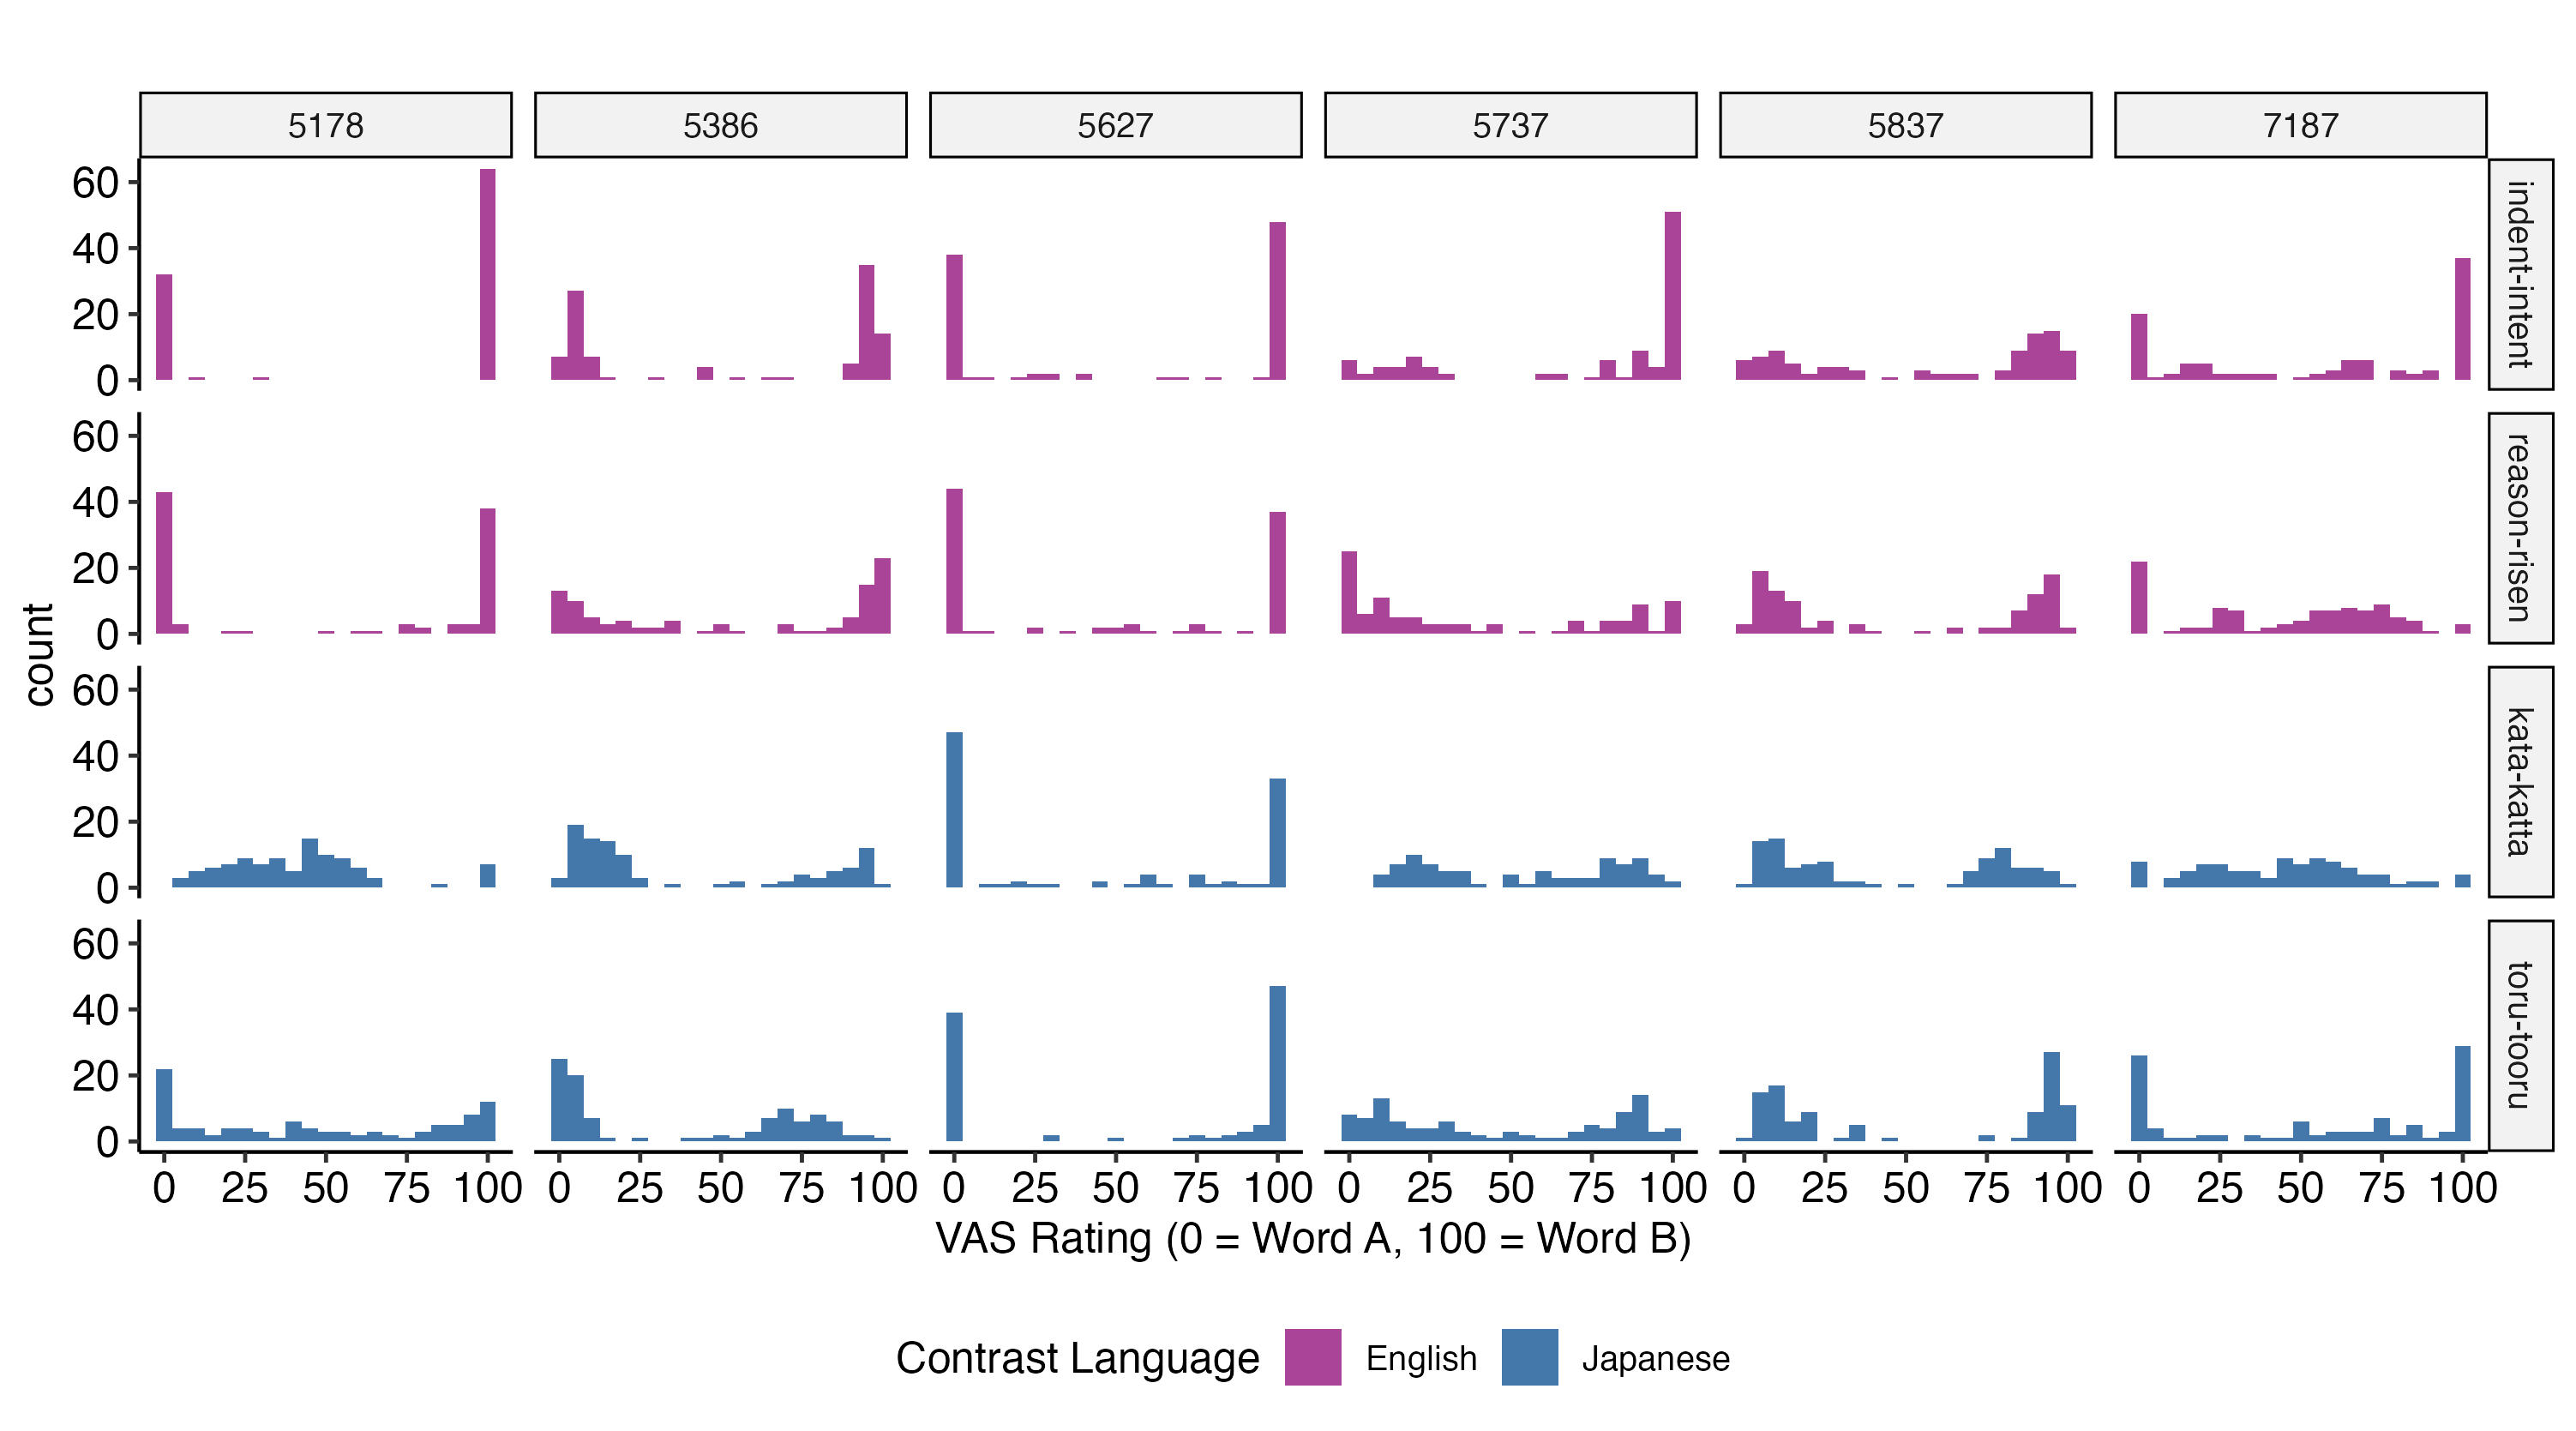 5178 5386 5627 5737 5837 7187
60
40
20
0
indent-intent
60
40
20
0
reason-risen
count
60
40
20
0
kata-katta
60
40
20
0
toru-tooru
0 25 50 75 100 0 25 50 75 100 0 25 50 75 100 0 25 50 75 100 0 25 50 75 100 0 25 50 75 100
VAS Rating (0 = Word A, 100 = Word B)
Contrast Language English Japanese